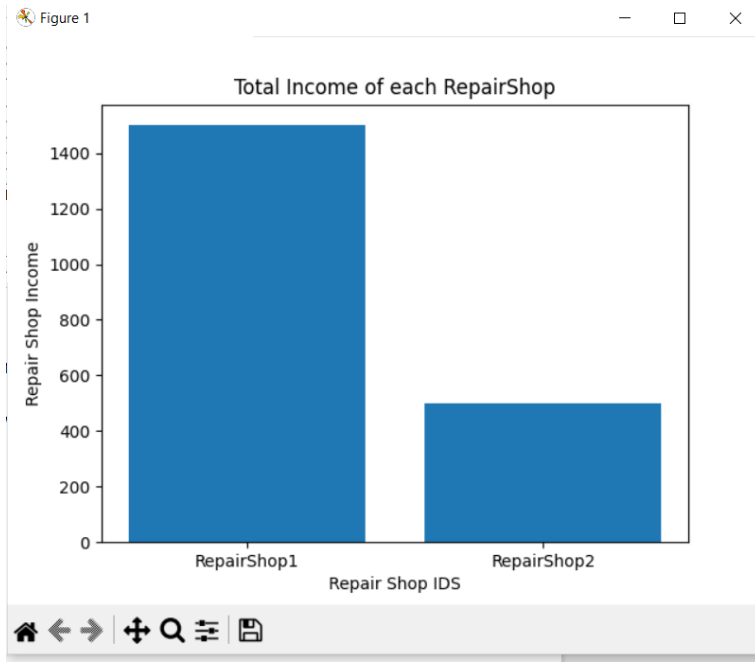 Figure 1
Total Income of each RepairShop
1400
1200
1000
800
600
400
200
0
Repair Shop Income
RepairShop1 RepairShop2
Repair Shop IDS